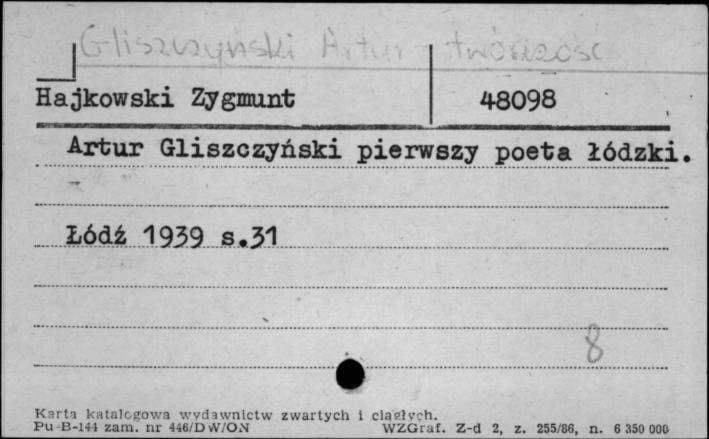 Gliszczyński Artur - twórczość
Hajkowski Zygmunt 48098
Artur Gliszczyński pierwszy poeta łódzki.
Łódź 1939 s.31
8
Karta katalogowa wydawnictw zwartych i ciągłych.
Pu-B-144 zam. nr 446/DW/ON WZGraf. Z-d 2, z. 255/86, n. 6 350 000